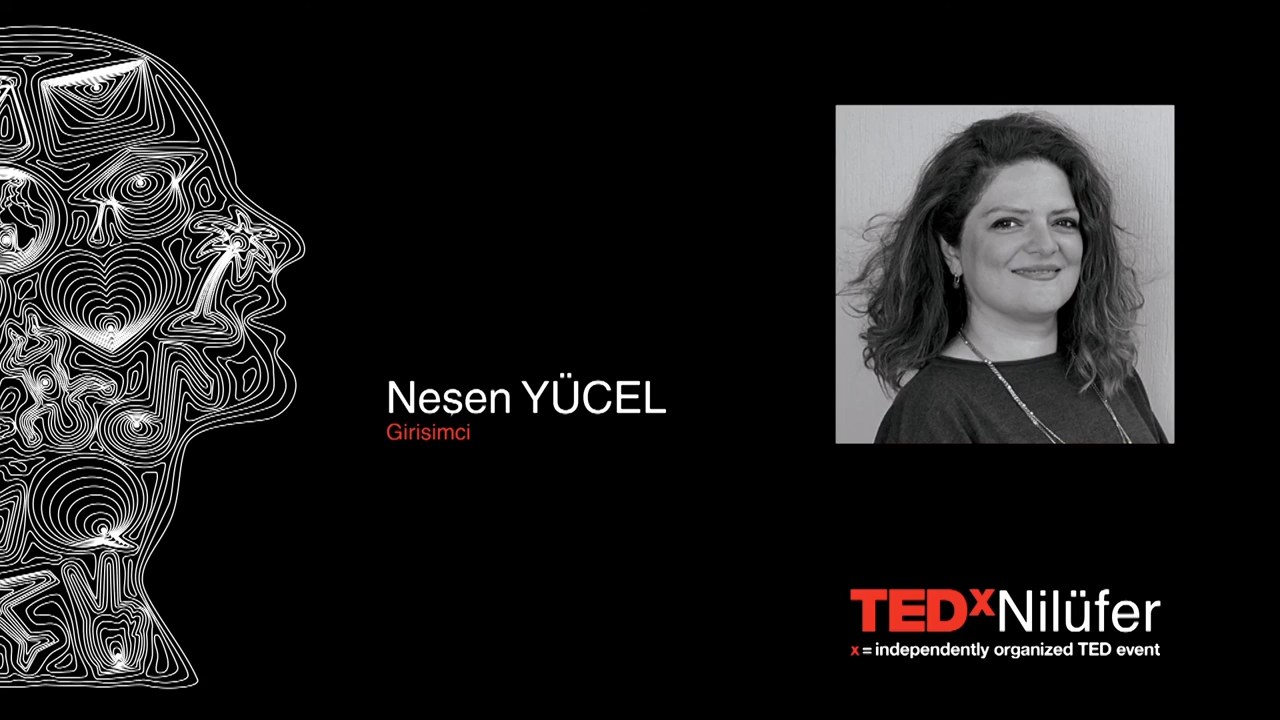 Neşen YÜCEL
Girisimci
TEDxNilüfer
x = independently organized TED event